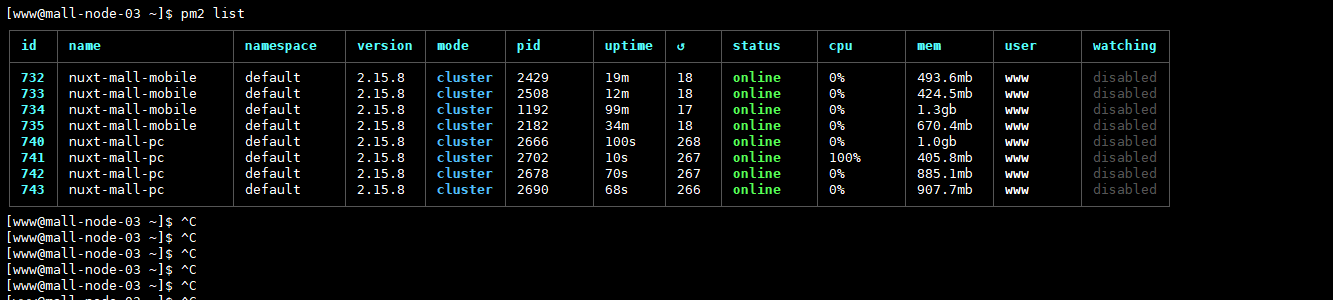 [www@mall-node-03 ~]$ pm2 list
id name namespace version mode pid uptime ↺ status cpu mem user watching
732 nuxt-mall-mobile default 2.15.8 cluster 2429 19m 18 online 0% 493.6mb www disabled
733 nuxt-mall-mobile default 2.15.8 cluster 2508 12m 18 online 0% 424.5mb www disabled
734 nuxt-mall-mobile default 2.15.8 cluster 1192 99m 17 online 0% 1.3gb www disabled
735 nuxt-mall-mobile default 2.15.8 cluster 2182 34m 18 online 0% 670.4mb www disabled
740 nuxt-mall-pc default 2.15.8 cluster 2666 100s 268 online 0% 1.0gb www disabled
741 nuxt-mall-pc default 2.15.8 cluster 2702 10s 267 online 100% 405.8mb www disabled
742 nuxt-mall-pc default 2.15.8 cluster 2678 70s 267 online 0% 885.1mb www disabled
743 nuxt-mall-pc default 2.15.8 cluster 2690 68s 266 online 0% 907.7mb www disabled
[www@mall-node-03 ~]$ ^C
[www@mall-node-03 ~]$ ^C
[www@mall-node-03 ~]$ ^C
[www@mall-node-03 ~]$ ^C
[www@mall-node-03 ~]$ ^C